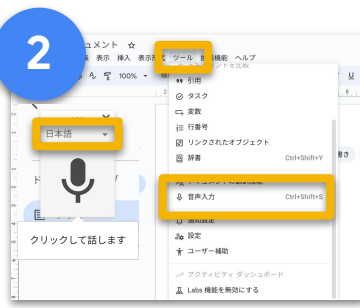 2
ュメント
表示 挿入 表示形式 ツール 拡張機能 ヘルプ
100%
日本語
クリックして話します
引用
タスク
変数
行番号
リンクされたオブジェクト
辞書 Ctrl+Shift+Y
音声入力 Ctrl+Shift+S
通知設定
設定
ユーザー補助
アクティビティ ダッシュボード
Labs 機能を無効にする